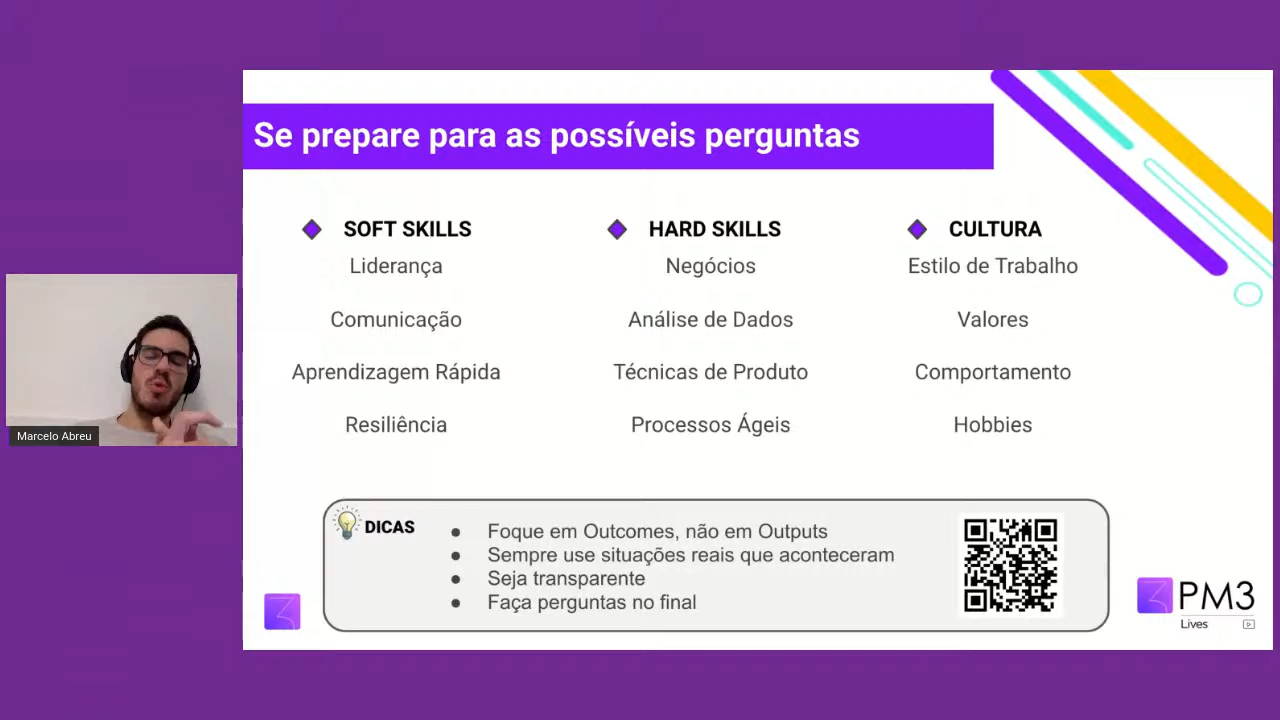 Se prepare para as possíveis perguntas
SOFT SKILLS
Liderança
Comunicação
Aprendizagem Rápida
Resiliência
HARD SKILLS
Negócios
Análise de Dados
Técnicas de Produto
Processos Ágeis
CULTURA
Estilo de Trabalho
Valores
Comportamento
Hobbies
Marcelo Abreu
DICAS
● Foque em Outcomes, não em Outputs
● Sempre use situações reais que aconteceram
● Seja transparente
● Faça perguntas no final
PM3
Lives